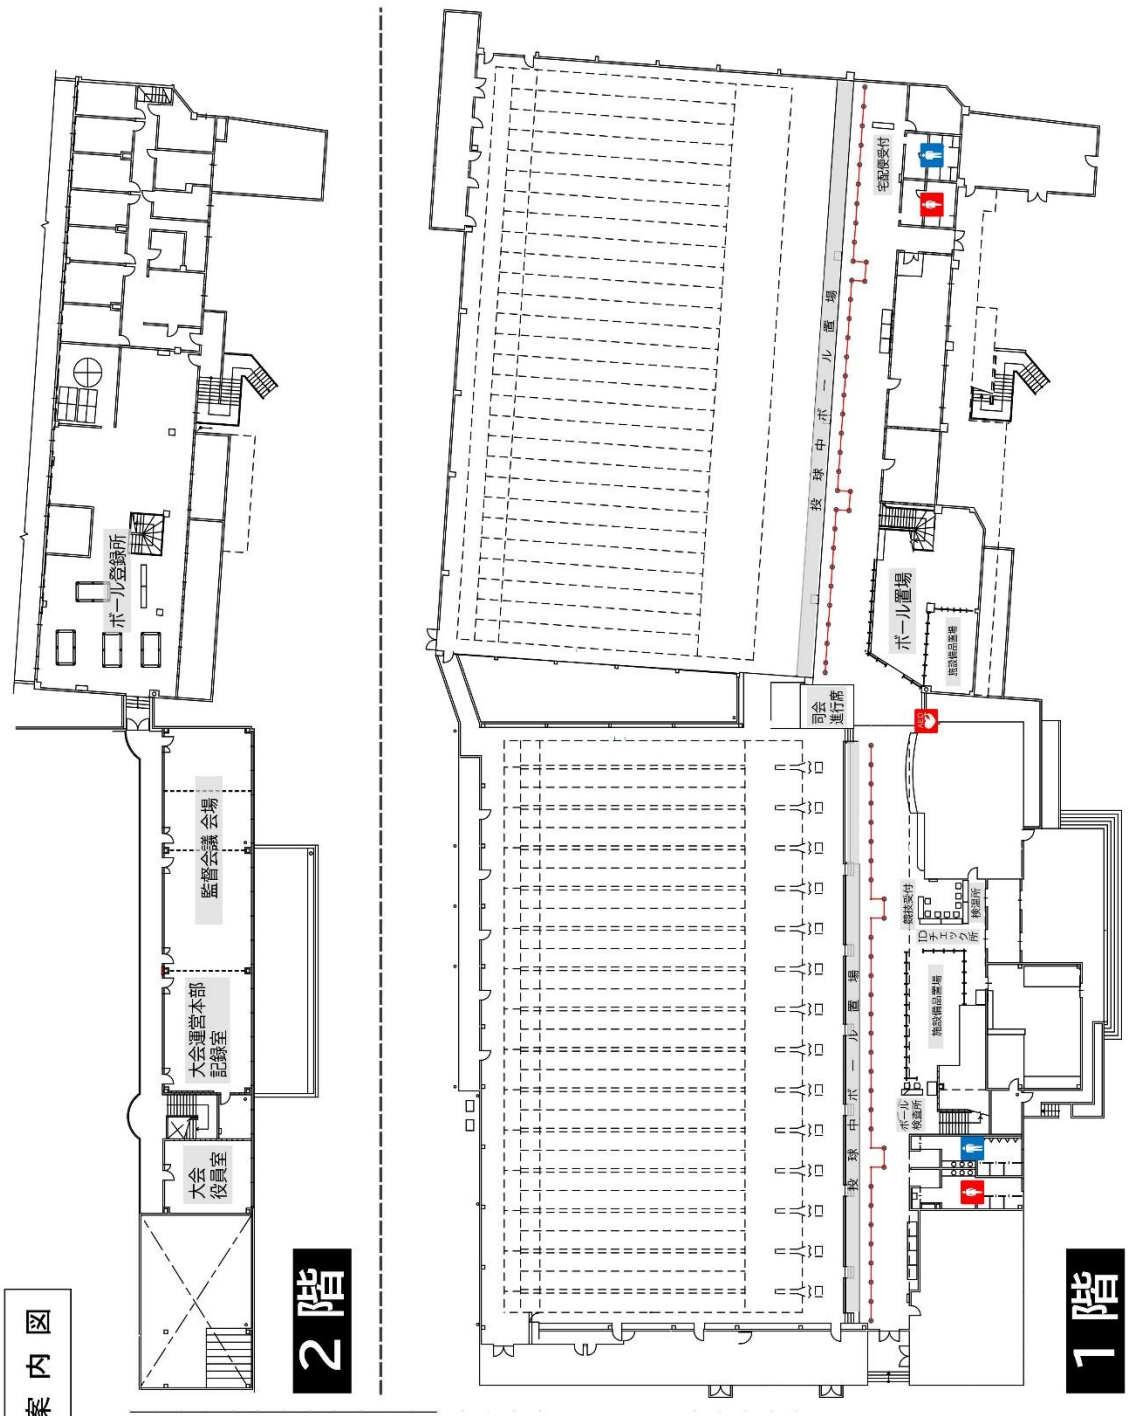 案内図
2階
ボール登録所
監督会議 会場
大会運営本部
記録室
大会
役員室
1階
宅配便受付
投球中ボール置場
ボール置場
施設備品置場
司会
進行席
AED
競技受付
検温所
ID
チェック所
施設備品置場
投球中ボール置場
ボール
検査所